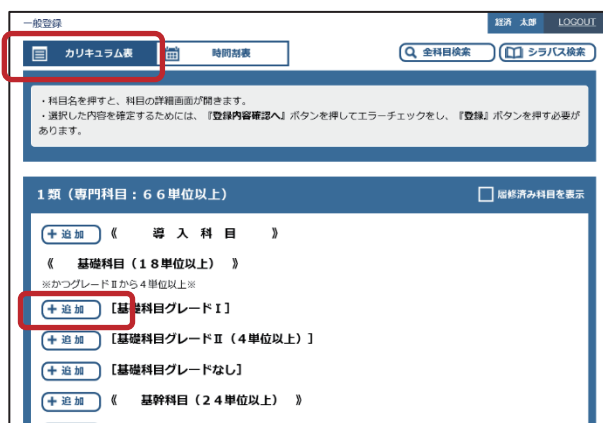 一般登録
経済 太郎 LOGOUT
カリキュラム表 時間割表 全科目検索 シラバス検索
・科目名を押すと、科目の詳細画面が開きます。
・選択した内容を確定するためには、『登録内容確認へ』ボタンを押してエラーチェックをし、『登録』ボタンを押す必要が
あります。
1類（専門科目：66単位以上） 履修済み科目を表示
+ 追加 《 導 入 科 目 》
《 基礎科目（18単位以上） 》
※かつグレードⅡから4単位以上※
+ 追加 [基礎科目グレードⅠ]
+ 追加 [基礎科目グレードⅡ（4単位以上）]
+ 追加 [基礎科目グレードなし]
+ 追加 《 基幹科目（24単位以上） 》